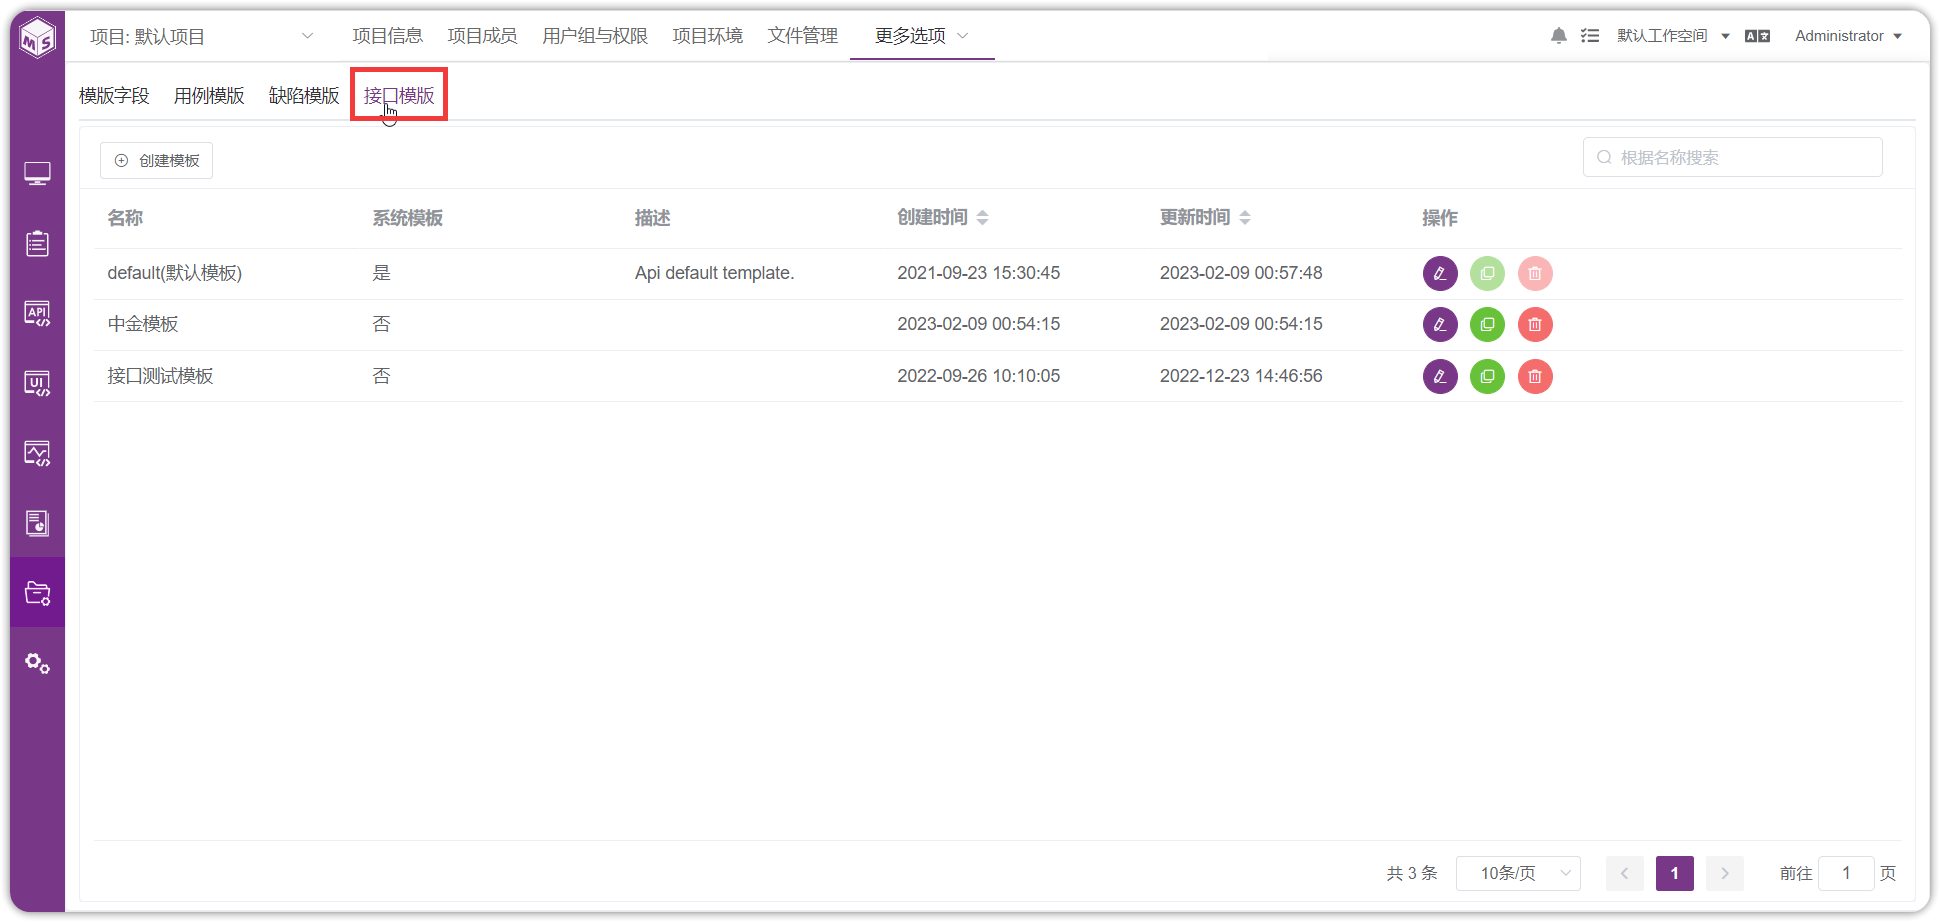 MS
项目: 默认项目
项目信息 项目成员 用户组与权限 项目环境 文件管理 更多选项
默认工作空间
A文
Administrator
模版字段 用例模版 缺陷模版 接口模版
创建模板
根据名称搜索
名称 系统模板 描述 创建时间 更新时间 操作
default(默认模板) 是 Api default template. 2021-09-23 15:30:45 2023-02-09 00:57:48
中金模板 否 2023-02-09 00:54:15 2023-02-09 00:54:15
接口测试模板 否 2022-09-26 10:10:05 2022-12-23 14:46:56
API
UI
共 3 条 10条/页 1 前往 1 页